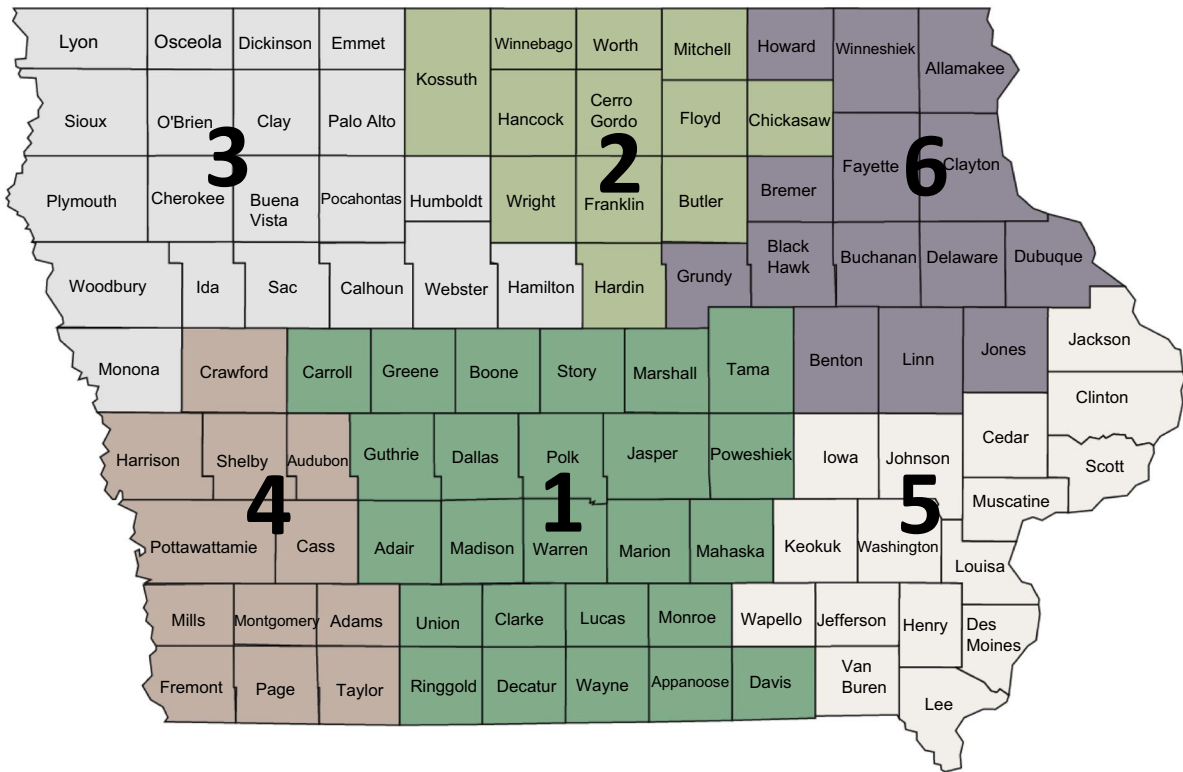 Lyon
Osceola
Dickinson
Emmet
Kossuth
Winnebago
Worth
Mitchell
Howard
Winneshiek
Allamakee
Sioux
O'Brien
Clay
Palo Alto
Hancock
Cerro
Gordo
Floyd
Chickasaw
3
2
6
Fayette
Clayton
Plymouth
Cherokee
Buena
Vista
Pocahontas
Humboldt
Wright
Franklin
Butler
Bremer
Woodbury
Ida
Sac
Calhoun
Webster
Hamilton
Hardin
Grundy
Black
Hawk
Buchanan
Delaware
Dubuque
Monona
Crawford
Carroll
Greene
Boone
Story
Marshall
Tama
Benton
Linn
Jones
Jackson
Clinton
Harrison
Shelby
Audubon
Guthrie
Dallas
Polk
Jasper
Poweshiek
Iowa
Johnson
Cedar
Scott
Muscatine
4
1
5
Pottawattamie
Cass
Adair
Madison
Warren
Marion
Mahaska
Keokuk
Washington
Louisa
Mills
Montgomery
Adams
Union
Clarke
Lucas
Monroe
Wapello
Jefferson
Henry
Des
Moines
Fremont
Page
Taylor
Ringgold
Decatur
Wayne
Appanoose
Davis
Van
Buren
Lee